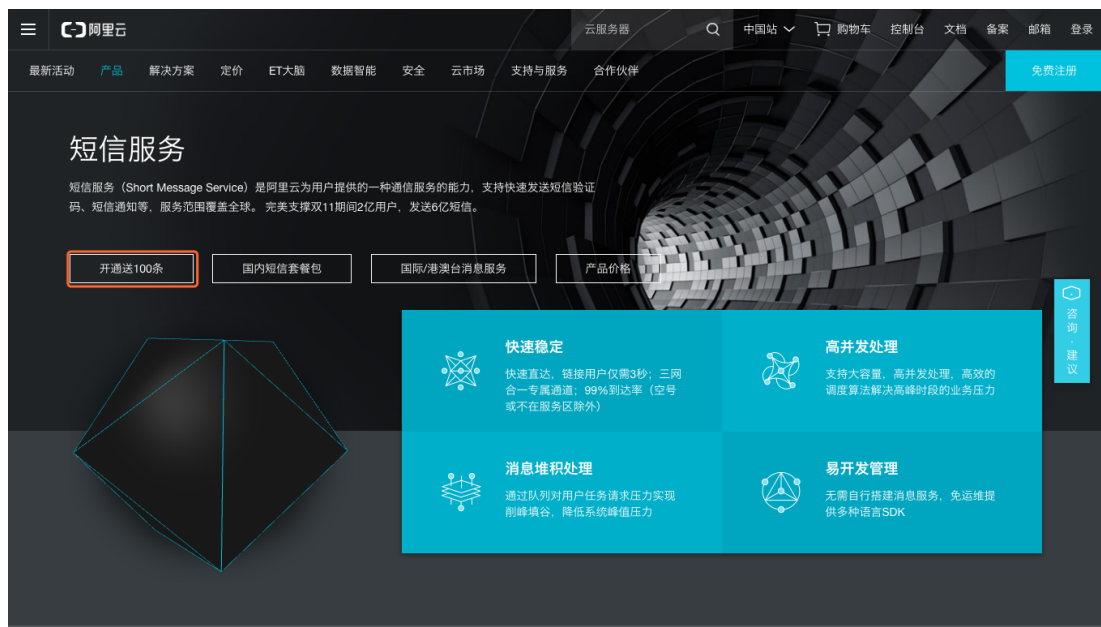 阿里云
云服务器
中国站
购物车
控制台
文档
备案
邮箱
登录
最新活动
产品
解决方案
定价
ET大脑
数据智能
安全
云市场
支持与服务
合作伙伴
免费注册
短信服务
短信服务（Short Message Service）是阿里云为用户提供的一种通信服务的能力，支持快速发送短信验证
码、短信通知等，服务范围覆盖全球。 完美支撑双11期间2亿用户，发送6亿短信。
开通送100条
国内短信套餐包
国际/港澳台消息服务
产品价格
咨询·建议
快速稳定
快速直达，链接用户仅需3秒；三网
合一专属通道；99%到达率（空号
或不在服务区除外）
高并发处理
支持大容量，高并发处理，高效的
调度算法解决高峰时段的业务压力
消息堆积处理
通过队列对用户任务请求压力实现
削峰填谷，降低系统峰值压力
易开发管理
无需自行搭建消息服务，免运维提
供多种语言SDK